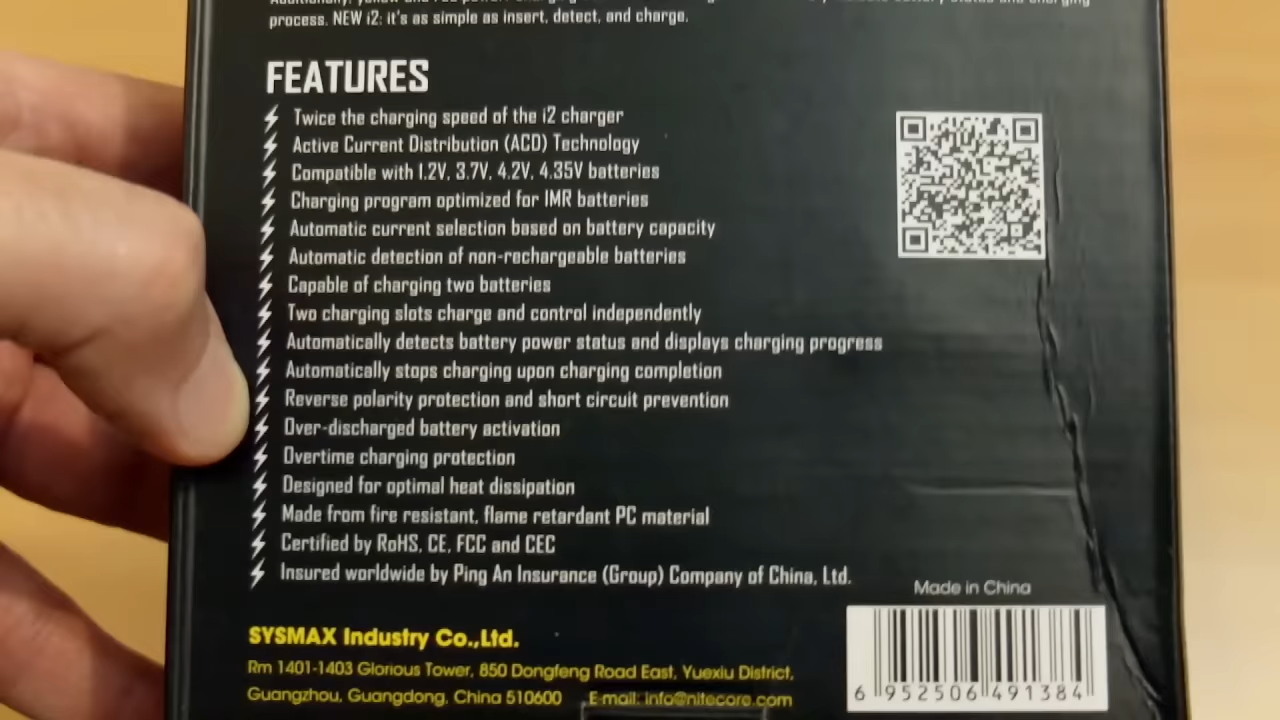 process. NEW i2: it's as simple as insert, detect, and charge.
FEATURES
Twice the charging speed of the i2 charger
Active Current Distribution (ACD) Technology
Compatible with 1.2V, 3.7V, 4.2V, 4.35V batteries
Charging program optimized for IMR batteries
Automatic current selection based on battery capacity
Automatic detection of non-rechargeable batteries
Capable of charging two batteries
Two charging slots charge and control independently
Automatically detects battery power status and displays charging progress
Automatically stops charging upon charging completion
Reverse polarity protection and short circuit prevention
Over-discharged battery activation
Overtime charging protection
Designed for optimal heat dissipation
Made from fire resistant, flame retardant PC material
Certified by RoHS, CE, FCC and CEC
Insured worldwide by Ping An Insurance (Group) Company of China, Ltd.
Made in China
SYSMAX Industry Co.,Ltd.
Rm 1401-1403 Glorious Tower, 850 Dongfeng Road East, Yuexiu District,
Guangzhou, Guangdong, China 510600 E-mail: info@nitecore.com
6 952506 491384